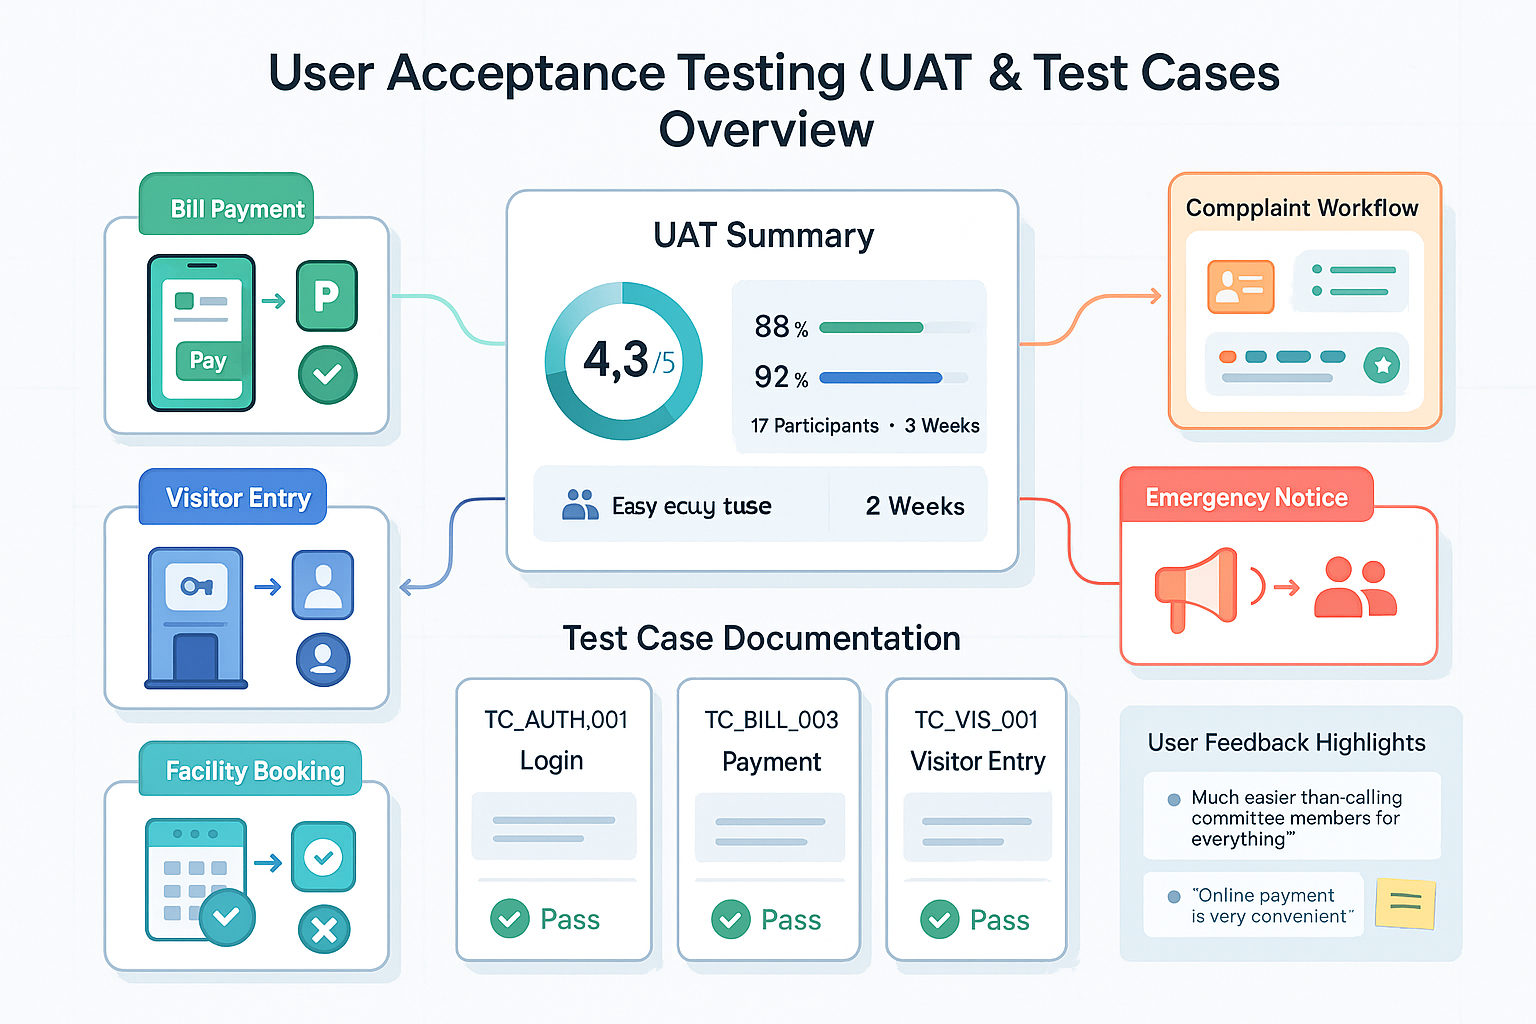 User Acceptance Testing (UAT & Test Cases
Overview
Bill Payment
P
Pay
Visitor Entry
Facility Booking
UAT Summary
4,3/5
88 %
92 %
17 Participants • 3 Weeks
Easy ecuy tuse
2 Weeks
Compplaint Workflow
Emergency Notice
Test Case Documentation
TC_AUTH,001
Login
Pass
TC_BILL_003
Payment
Pass
TC_VIS_001
Visitor Entry
Pass
User Feedback Highlights
Much easier than-calling
committee members for
everything”’
“Online payment
is very convenient”